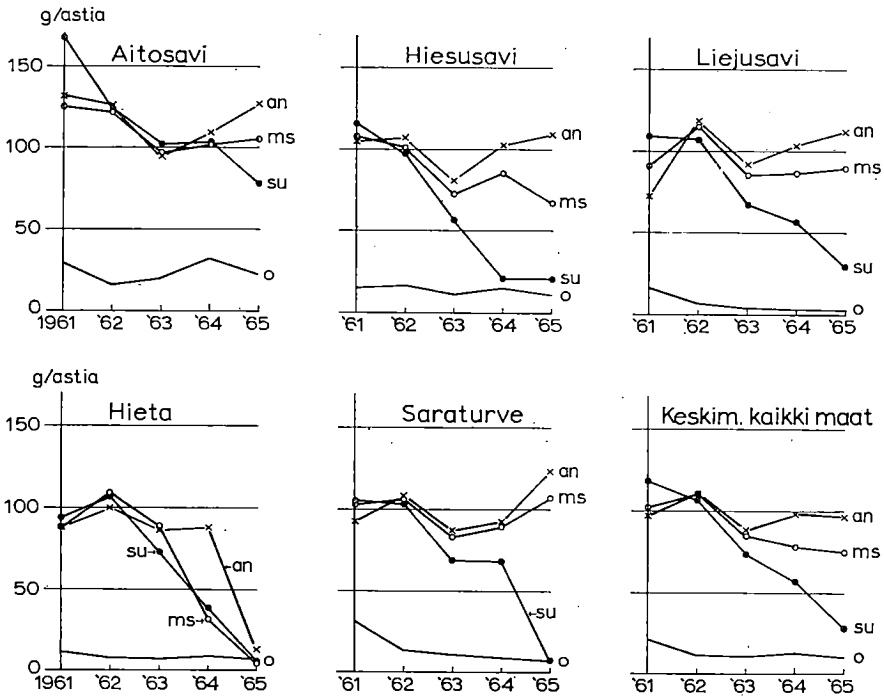 g/astia
Aitosavi
150
100
50
0
an
ms
su
o
1961 '62 '63 '64 '65
Hiesusavi
an
ms
su
o
'61 '62 '63 '64 '65
Liejusavi
an
ms
su
o
'61 '62 '63 '64 '65
g/astia
Hieta
150
100
50
0
su
an
ms
o
1961 '62 '63 '64 '65
Saraturve
an
ms
su
o
'61 '62 '63 '64 '65
Keskim. kaikki maat
an
ms
su
o
'61 '62 '63 '64 '65